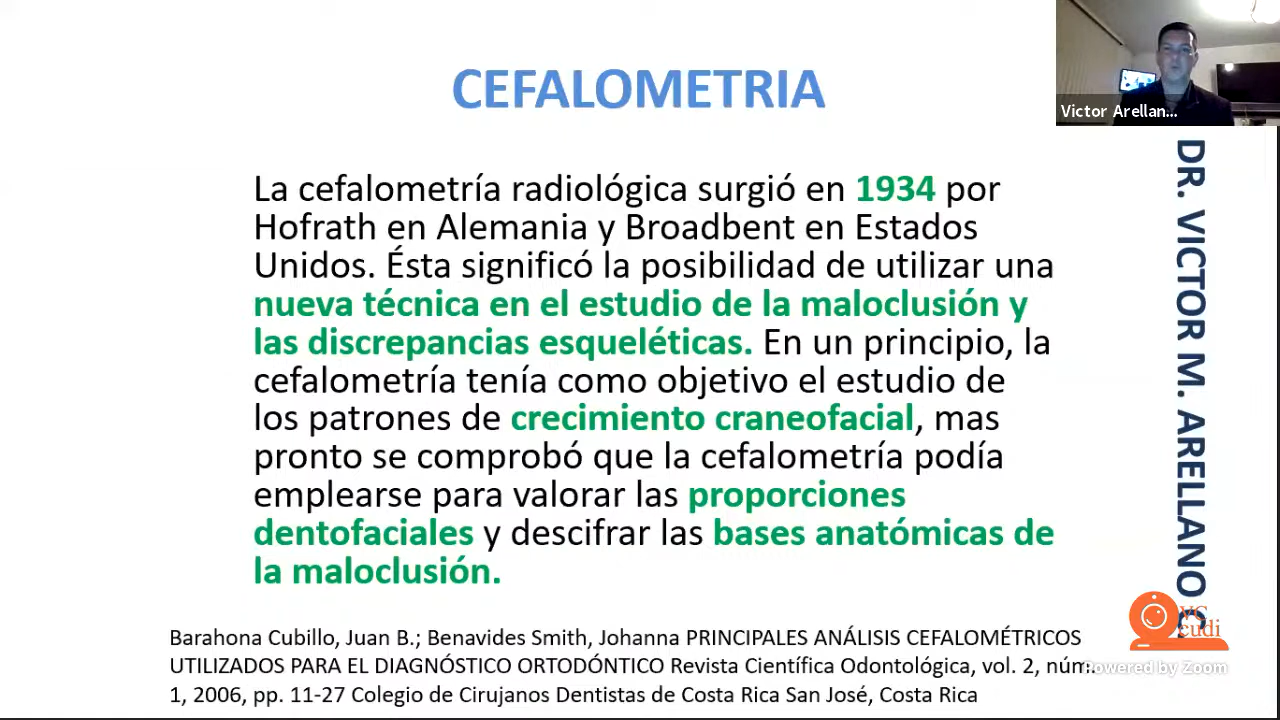 CEFALOMETRIA
Victor Arellan...
La cefalometría radiológica surgió en 1934 por
Hofrath en Alemania y Broadbent en Estados
Unidos. Ésta significó la posibilidad de utilizar una
nueva técnica en el estudio de la maloclusión y
las discrepancias esqueléticas. En un principio, la
cefalometría tenía como objetivo el estudio de
los patrones de crecimiento craneofacial, mas
pronto se comprobó que la cefalometría podía
emplearse para valorar las proporciones
dentofaciales y descifrar las bases anatómicas de
la maloclusión.
DR. VICTOR M. ARELLANO
Barahona Cubillo, Juan B.; Benavides Smith, Johanna PRINCIPALES ANÁLISIS CEFALOMÉTRICOS
UTILIZADOS PARA EL DIAGNÓSTICO ORTODÓNTICO Revista Científica Odontológica, vol. 2, núm.
1, 2006, pp. 11-27 Colegio de Cirujanos Dentistas de Costa Rica San José, Costa Rica
VC
cudi
Powered by Zoom